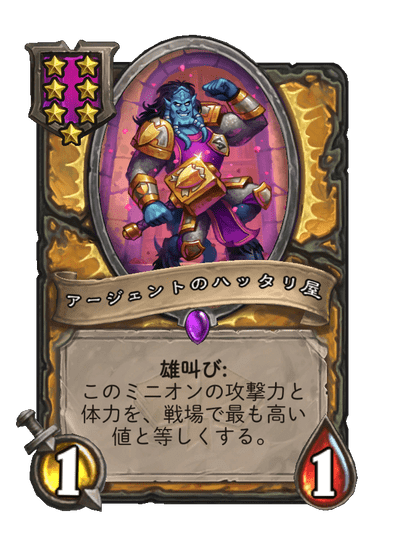 アージェントのハッタリ屋
雄叫び:
このミニオンの攻撃力と
体力を、戦場で最も高い
値と等しくする。
1
1